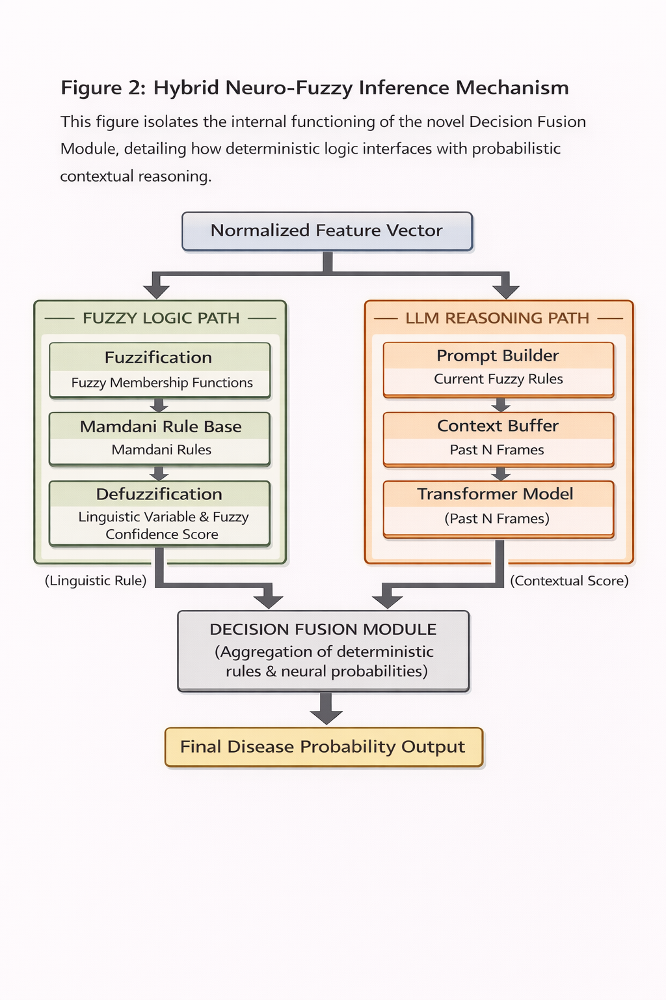 Figure 2: Hybrid Neuro-Fuzzy Inference Mechanism
This figure isolates the internal functioning of the novel Decision Fusion
Module, detailing how deterministic logic interfaces with probabilistic
contextual reasoning.
Normalized Feature Vector
FUZZY LOGIC PATH
Fuzzification
Fuzzy Membership Functions
Mamdani Rule Base
Mamdani Rules
Defuzzification
Linguistic Variable & Fuzzy
Confidence Score
(Linguistic Rule)
LLM REASONING PATH
Prompt Builder
Current Fuzzy Rules
Context Buffer
Past N Frames
Transformer Model
(Past N Frames)
(Contextual Score)
DECISION FUSION MODULE
(Aggregation of deterministic
rules & neural probabilities)
Final Disease Probability Output